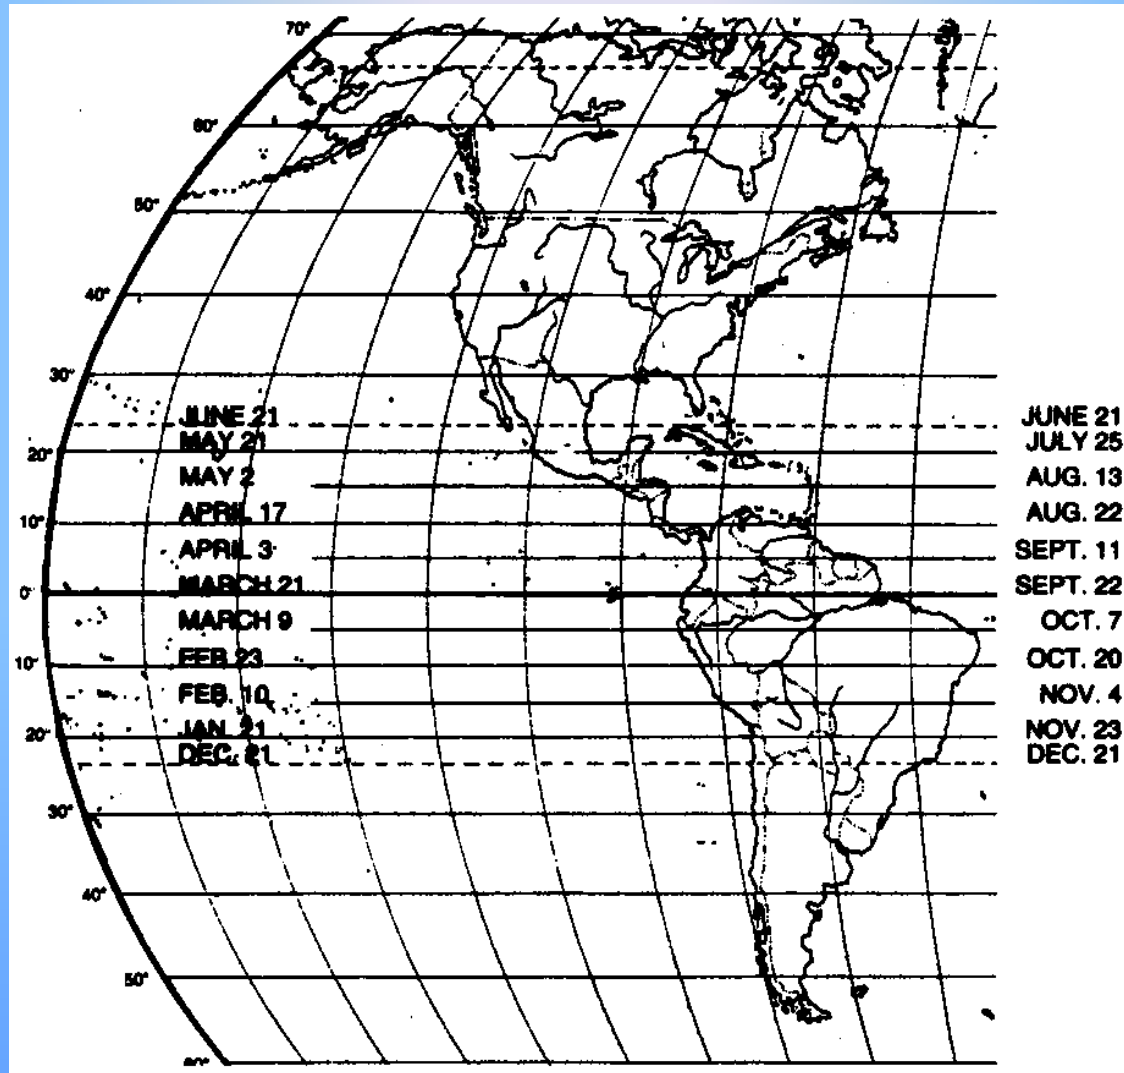 70°
60°
50°
40°
30°
JUNE 21 JUNE 21
MAY 21 JULY 25
20°
MAY 2 AUG. 13
APRIL 17 AUG. 22
10°
APRIL 3 SEPT. 11
MARCH 21 SEPT. 22
0°
MARCH 9 OCT. 7
FEB. 23 OCT. 20
10°
FEB. 10 NOV. 4
JAN. 21 NOV. 23
20°
DEC. 21 DEC. 21
30°
40°
50°
60°